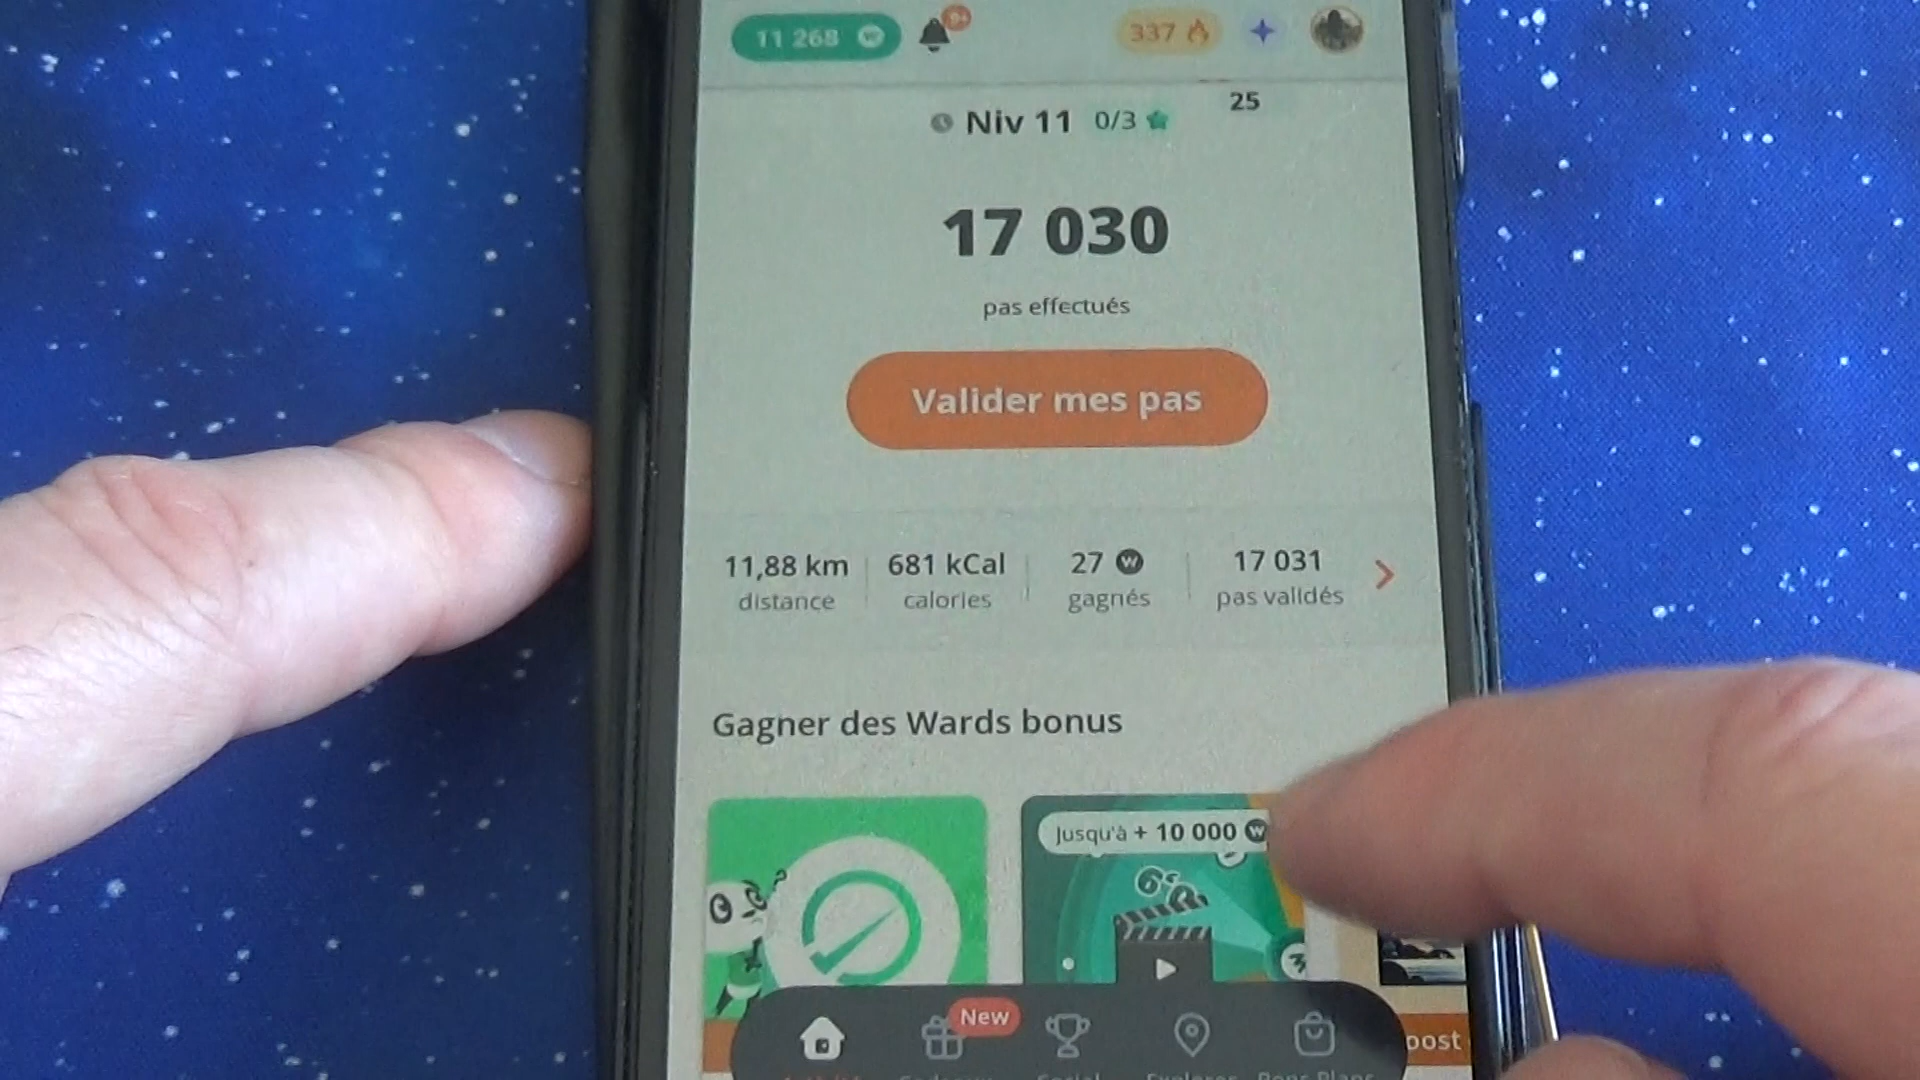 11 268 W
9+
337
25
Niv 11 0/3
17 030
pas effectués
Valider mes pas
11,88 km 681 kCal 27 W 17 031
distance calories gagnés pas validés
Gagner des Wards bonus
Jusqu'à + 10 000 W
New